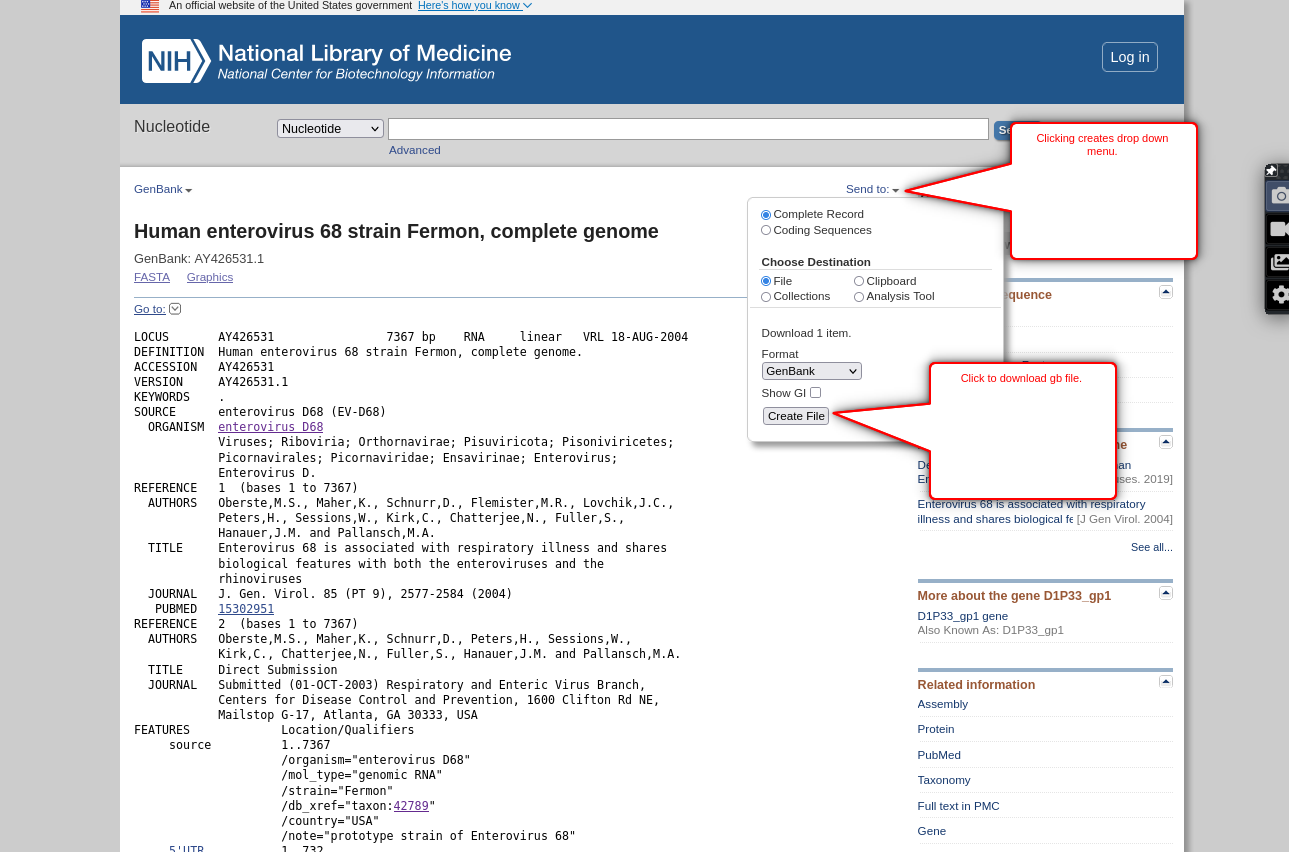 An official website of the United States government Here's how you know
NIH National Library of Medicine
National Center for Biotechnology Information
Log in
Nucleotide
Nucleotide
Advanced
Clicking creates drop down
menu.
GenBank
Send to:
Complete Record
Coding Sequences
Choose Destination
File Clipboard
Collections Analysis Tool
Download 1 item.
Format
GenBank
Show GI
Create File
Click to download gb file.
Human enterovirus 68 strain Fermon, complete genome
GenBank: AY426531.1
FASTA Graphics
Go to:
LOCUS       AY426531                7367 bp    RNA     linear   VRL 18-AUG-2004
DEFINITION  Human enterovirus 68 strain Fermon, complete genome.
ACCESSION   AY426531
VERSION     AY426531.1
KEYWORDS    .
SOURCE      enterovirus D68 (EV-D68)
  ORGANISM  enterovirus D68
            Viruses; Riboviria; Orthornavirae; Pisuviricota; Pisoniviricetes;
            Picornavirales; Picornaviridae; Ensavirinae; Enterovirus;
            Enterovirus D.
REFERENCE   1  (bases 1 to 7367)
  AUTHORS   Oberste,M.S., Maher,K., Schnurr,D., Flemister,M.R., Lovchik,J.C.,
            Peters,H., Sessions,W., Kirk,C., Chatterjee,N., Fuller,S.,
            Hanauer,J.M. and Pallansch,M.A.
  TITLE     Enterovirus 68 is associated with respiratory illness and shares
            biological features with both the enteroviruses and the
            rhinoviruses
  JOURNAL   J. Gen. Virol. 85 (PT 9), 2577-2584 (2004)
   PUBMED   15302951
REFERENCE   2  (bases 1 to 7367)
  AUTHORS   Oberste,M.S., Maher,K., Schnurr,D., Peters,H., Sessions,W.,
            Kirk,C., Chatterjee,N., Fuller,S., Hanauer,J.M. and Pallansch,M.A.
  TITLE     Direct Submission
  JOURNAL   Submitted (01-OCT-2003) Respiratory and Enteric Virus Branch,
            Centers for Disease Control and Prevention, 1600 Clifton Rd NE,
            Mailstop G-17, Atlanta, GA 30333, USA
FEATURES             Location/Qualifiers
     source          1..7367
                     /organism="enterovirus D68"
                     /mol_type="genomic RNA"
                     /strain="Fermon"
                     /db_xref="taxon:42789"
                     /country="USA"
                     /note="prototype strain of Enterovirus 68"
     5'UTR           1..732
2019]
Enterovirus 68 is associated with respiratory
illness and shares biological fe [J Gen Virol. 2004]
See all...
More about the gene D1P33_gp1
D1P33_gp1 gene
Also Known As: D1P33_gp1
Related information
Assembly
Protein
PubMed
Taxonomy
Full text in PMC
Gene